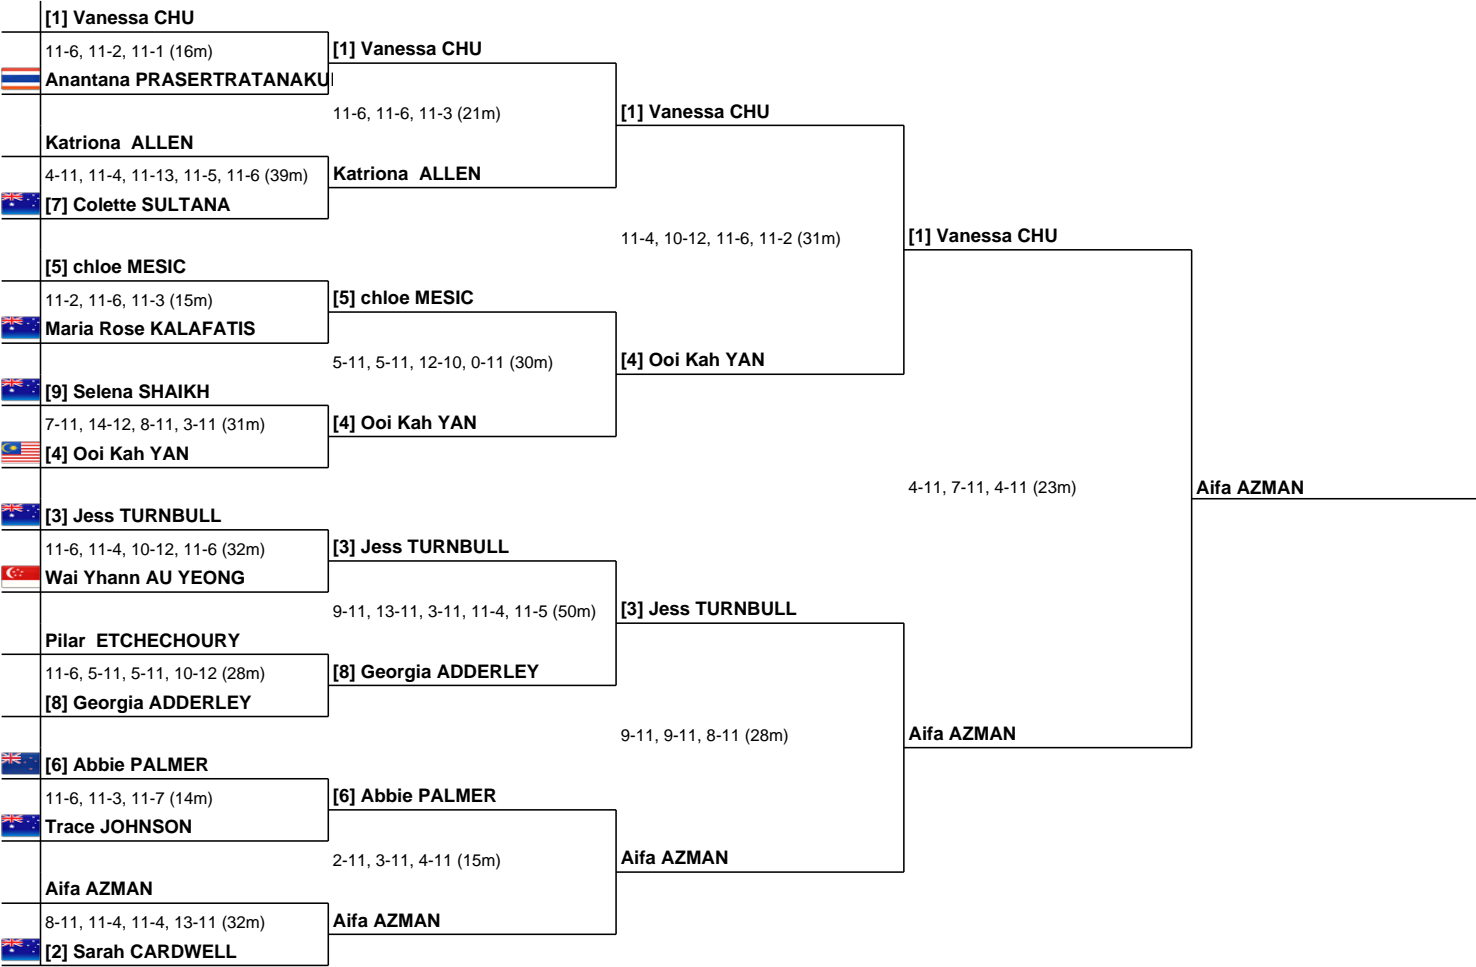 [1] Vanessa CHU
11-6, 11-2, 11-1 (16m)
[1] Vanessa CHU
Anantana PRASERTRATANAKU
11-6, 11-6, 11-3 (21m)
[1] Vanessa CHU
Katriona ALLEN
4-11, 11-4, 11-13, 11-5, 11-6 (39m)
Katriona ALLEN
[7] Colette SULTANA
11-4, 10-12, 11-6, 11-2 (31m)
[1] Vanessa CHU
[5] chloe MESIC
11-2, 11-6, 11-3 (15m)
[5] chloe MESIC
Maria Rose KALAFATIS
5-11, 5-11, 12-10, 0-11 (30m)
[4] Ooi Kah YAN
[9] Selena SHAIKH
7-11, 14-12, 8-11, 3-11 (31m)
[4] Ooi Kah YAN
[4] Ooi Kah YAN
4-11, 7-11, 4-11 (23m)
Aifa AZMAN
[3] Jess TURNBULL
11-6, 11-4, 10-12, 11-6 (32m)
[3] Jess TURNBULL
Wai Yhann AU YEONG
9-11, 13-11, 3-11, 11-4, 11-5 (50m)
[3] Jess TURNBULL
Pilar ETCHECHOURY
11-6, 5-11, 5-11, 10-12 (28m)
[8] Georgia ADDERLEY
[8] Georgia ADDERLEY
9-11, 9-11, 8-11 (28m)
Aifa AZMAN
[6] Abbie PALMER
11-6, 11-3, 11-7 (14m)
[6] Abbie PALMER
Trace JOHNSON
2-11, 3-11, 4-11 (15m)
Aifa AZMAN
Aifa AZMAN
8-11, 11-4, 11-4, 13-11 (32m)
Aifa AZMAN
[2] Sarah CARDWELL